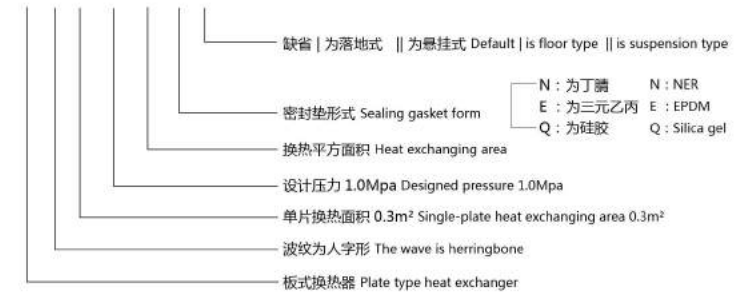 缺省 | 为落地式 || 为悬挂式 Default | is floor type || is suspension type
N：为丁腈 N：NER
密封垫形式 Sealing gasket form E：为三元乙丙 E：EPDM
Q：为硅胶 Q：Silica gel
换热平方面积 Heat exchanging area
设计压力 1.0Mpa Designed pressure 1.0Mpa
单片换热面积 0.3m² Single-plate heat exchanging area 0.3m²
波纹为人字形 The wave is herringbone
板式换热器 Plate type heat exchanger